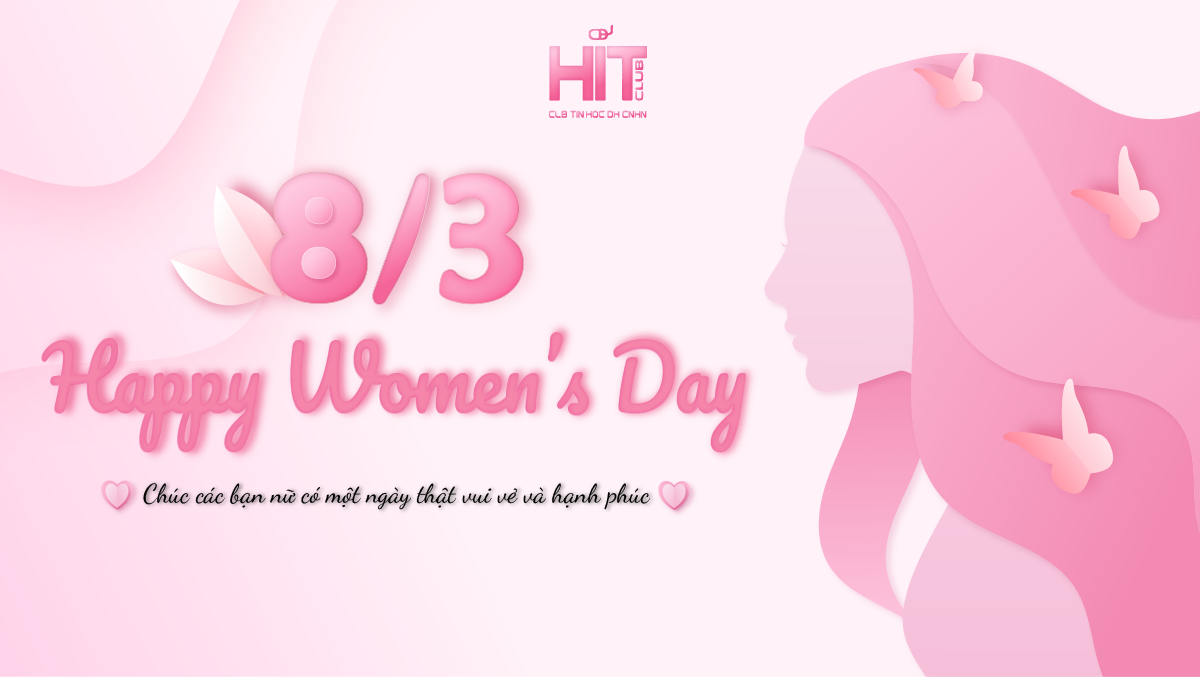 HIT
CLUB
CLB TIN HỌC ĐH CNHN
8/3
Happy Women's Day
Chúc các bạn nữ có một ngày thật vui vẻ và hạnh phúc